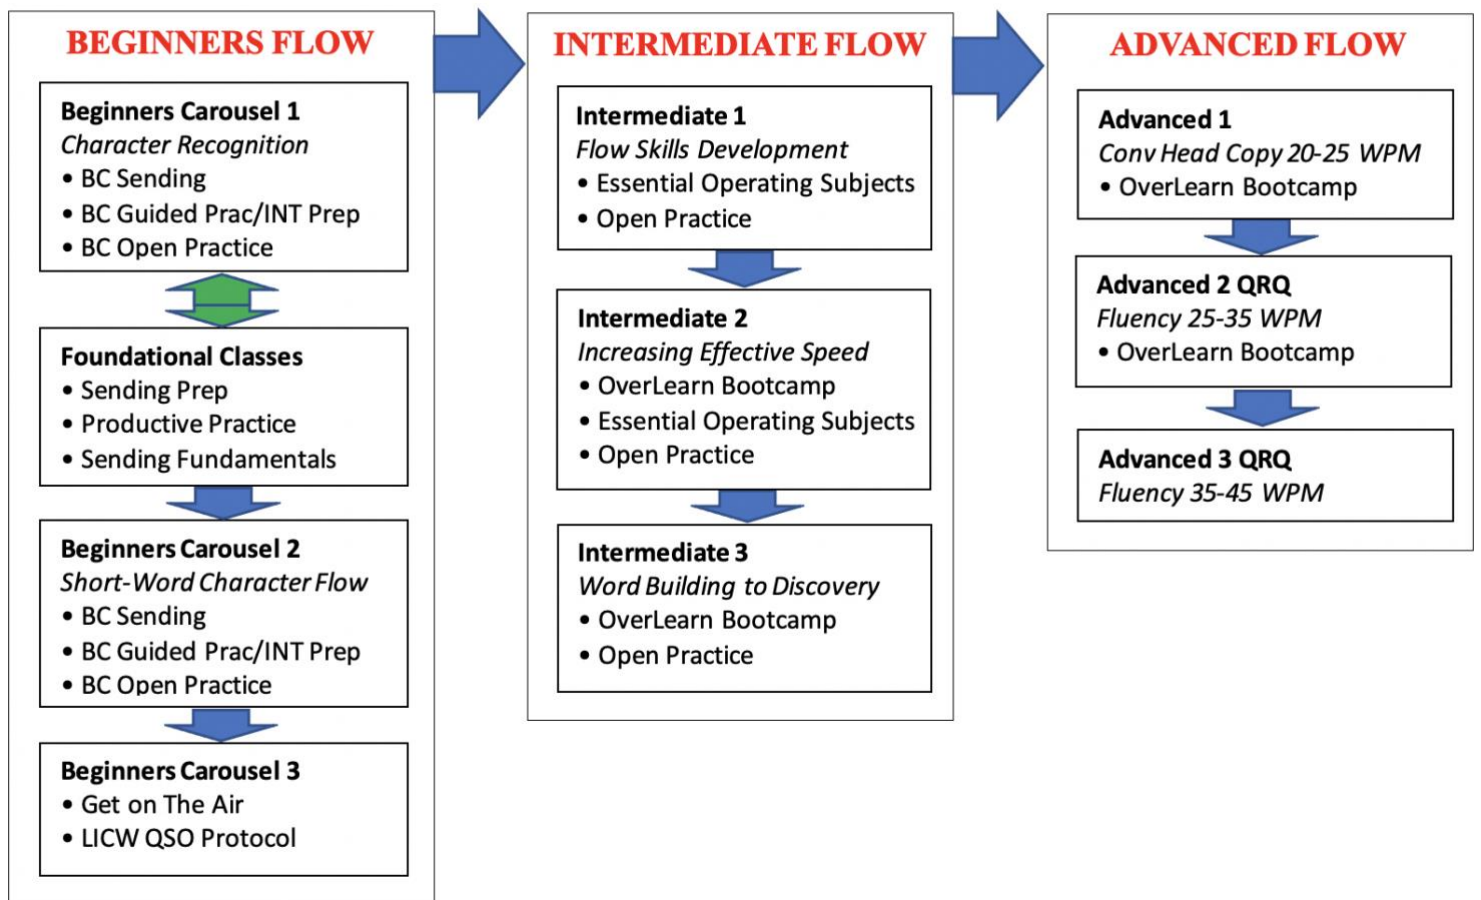 BEGINNERS FLOW
Beginners Carousel 1
Character Recognition
• BC Sending
• BC Guided Prac/INT Prep
• BC Open Practice
Foundational Classes
• Sending Prep
• Productive Practice
• Sending Fundamentals
Beginners Carousel 2
Short-Word Character Flow
• BC Sending
• BC Guided Prac/INT Prep
• BC Open Practice
Beginners Carousel 3
• Get on The Air
• LICW QSO Protocol
INTERMEDIATE FLOW
Intermediate 1
Flow Skills Development
• Essential Operating Subjects
• Open Practice
Intermediate 2
Increasing Effective Speed
• OverLearn Bootcamp
• Essential Operating Subjects
• Open Practice
Intermediate 3
Word Building to Discovery
• OverLearn Bootcamp
• Open Practice
ADVANCED FLOW
Advanced 1
Conv Head Copy 20-25 WPM
• OverLearn Bootcamp
Advanced 2 QRQ
Fluency 25-35 WPM
• OverLearn Bootcamp
Advanced 3 QRQ
Fluency 35-45 WPM